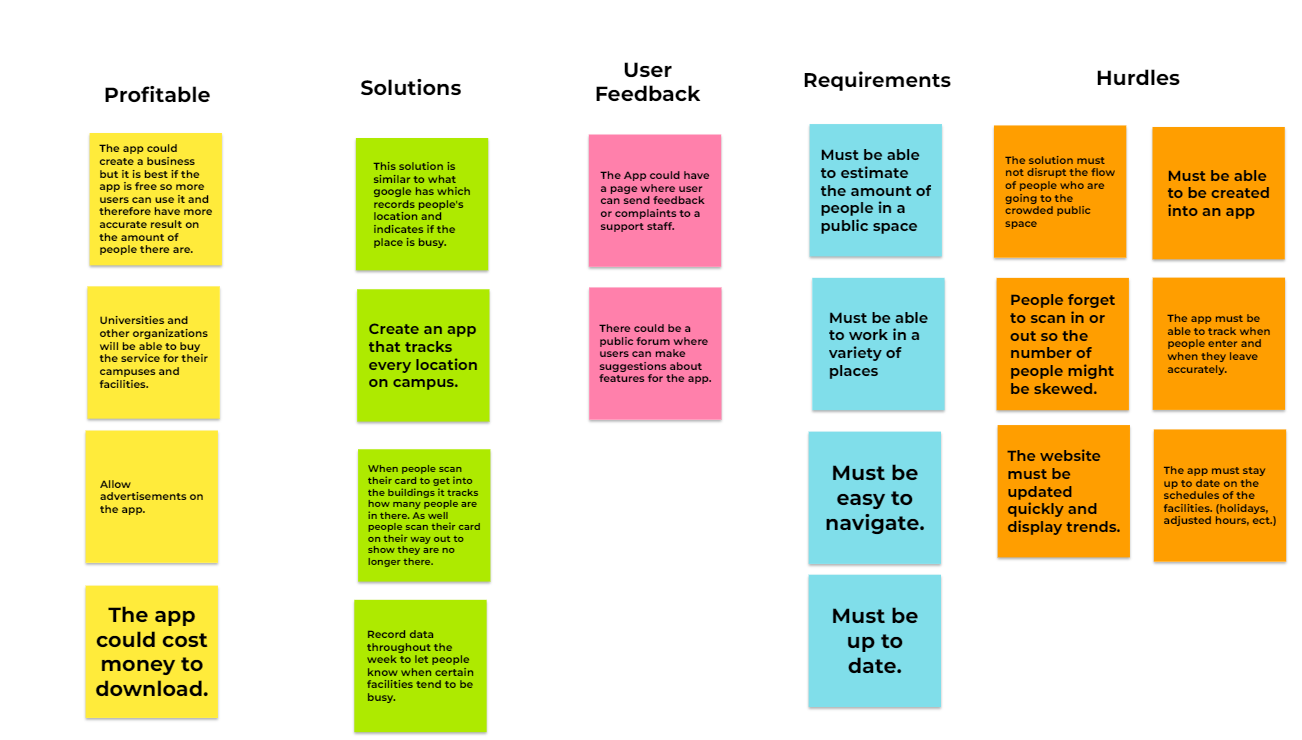 Profitable
The app could
create a business
but it is best if the
app is free so more
users can use it and
therefore have more
accurate result on
the amount of
people there are.
Universities and
other organizations
will be able to buy
the service for their
campuses and
facilities.
Allow
advertisements on
the app.
The app
could cost
money to
download.
Solutions
This solution is
similar to what
google has which
records people's
location and
indicates if the
place is busy.
Create an app
that tracks
every location
on campus.
When people scan
their card to get into
the buildings it tracks
how many people are
in there. As well
people scan their card
on their way out to
show they are no
longer there.
Record data
throughout the
week to let people
know when certain
facilities tend to be
busy.
User
Feedback
The App could have
a page where user
can send feedback
or complaints to a
support staff.
There could be a
public forum where
users can make
suggestions about
features for the app.
Requirements
Must be able
to estimate
the amount of
people in a
public space
Must be able
to work in a
variety of
places
Must be
easy to
navigate.
Must be
up to
date.
Hurdles
The solution must
not disrupt the flow
of people who are
going to the
crowded public
space
Must be able
to be created
into an app
People forget
to scan in or
out so the
number of
people might
be skewed.
The app must be
able to track when
people enter and
when they leave
accurately.
The website
must be
updated
quickly and
display trends.
The app must stay
up to date on the
schedules of the
facilities. (holidays,
adjusted hours, ect.)